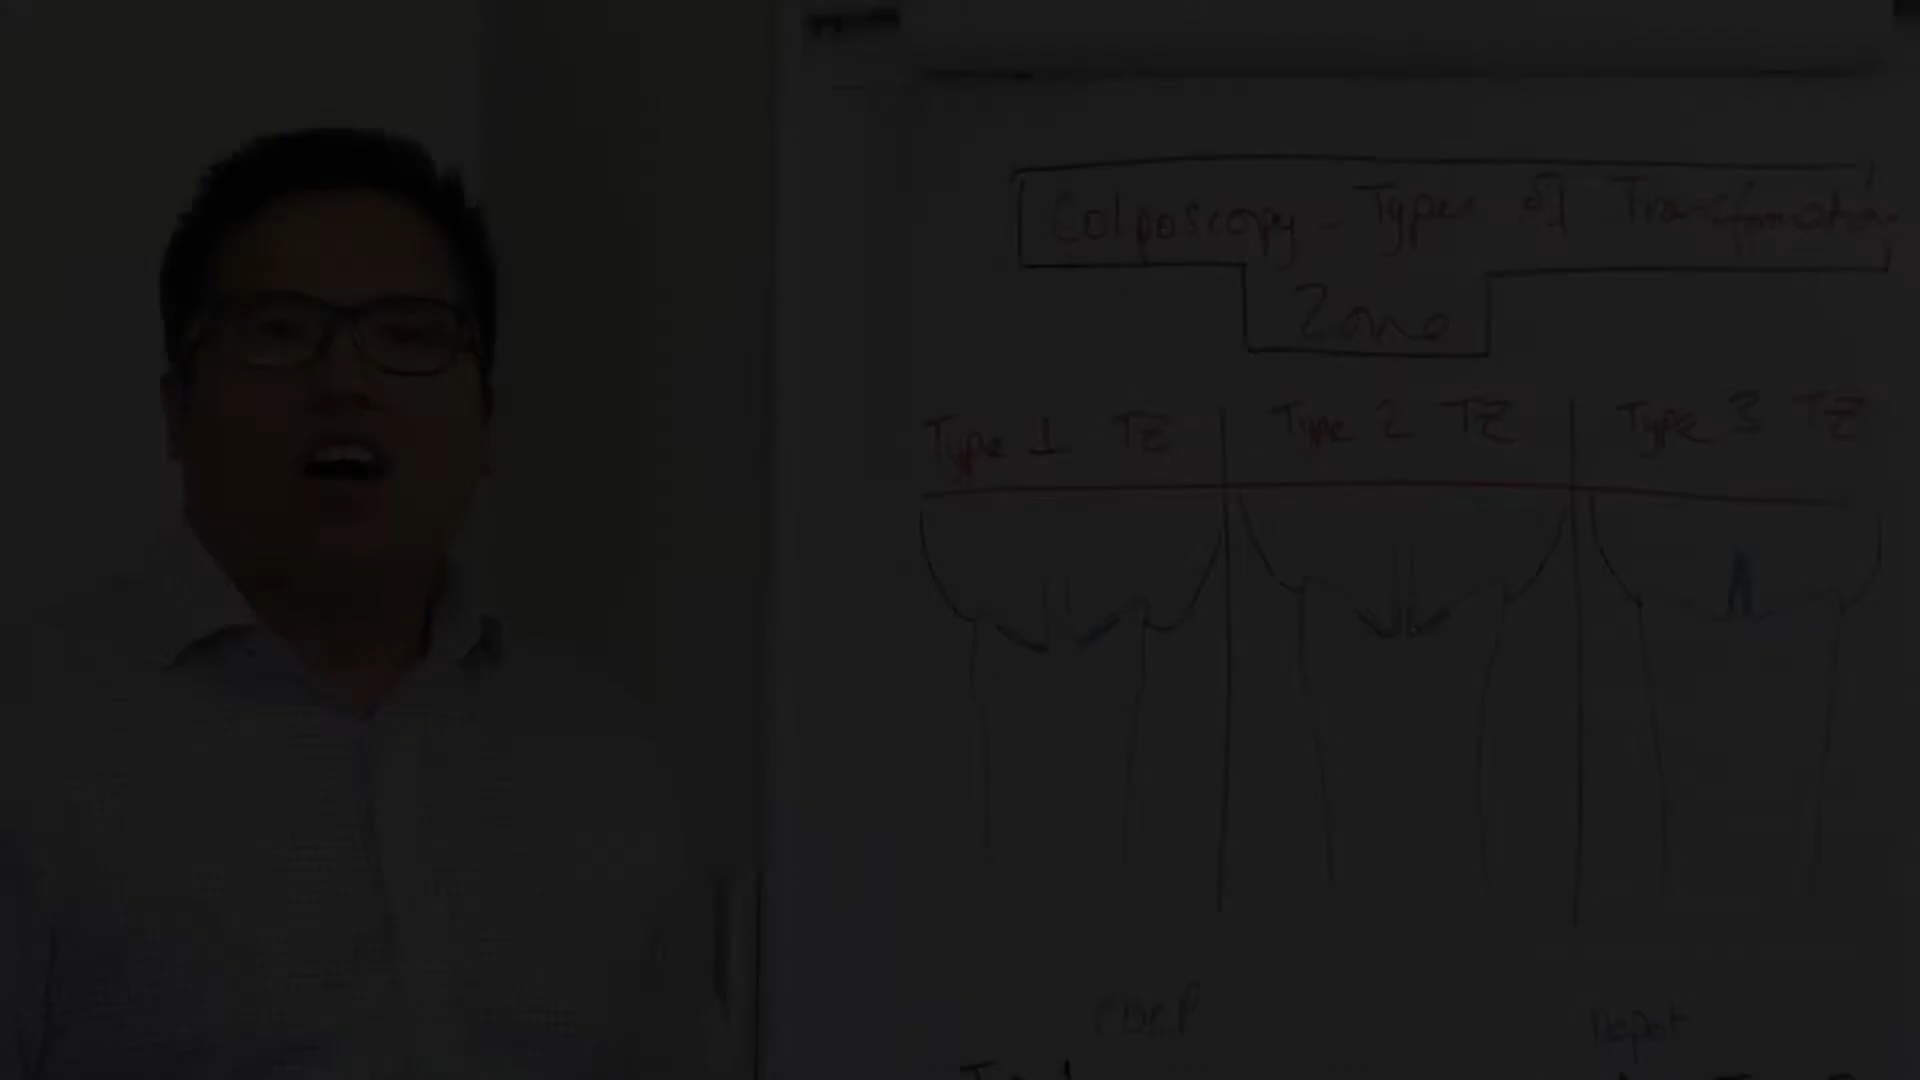 Colposcopy - Types of Transformation
Zone
Type 1 TZ
Type 2 TZ
Type 3 TZ